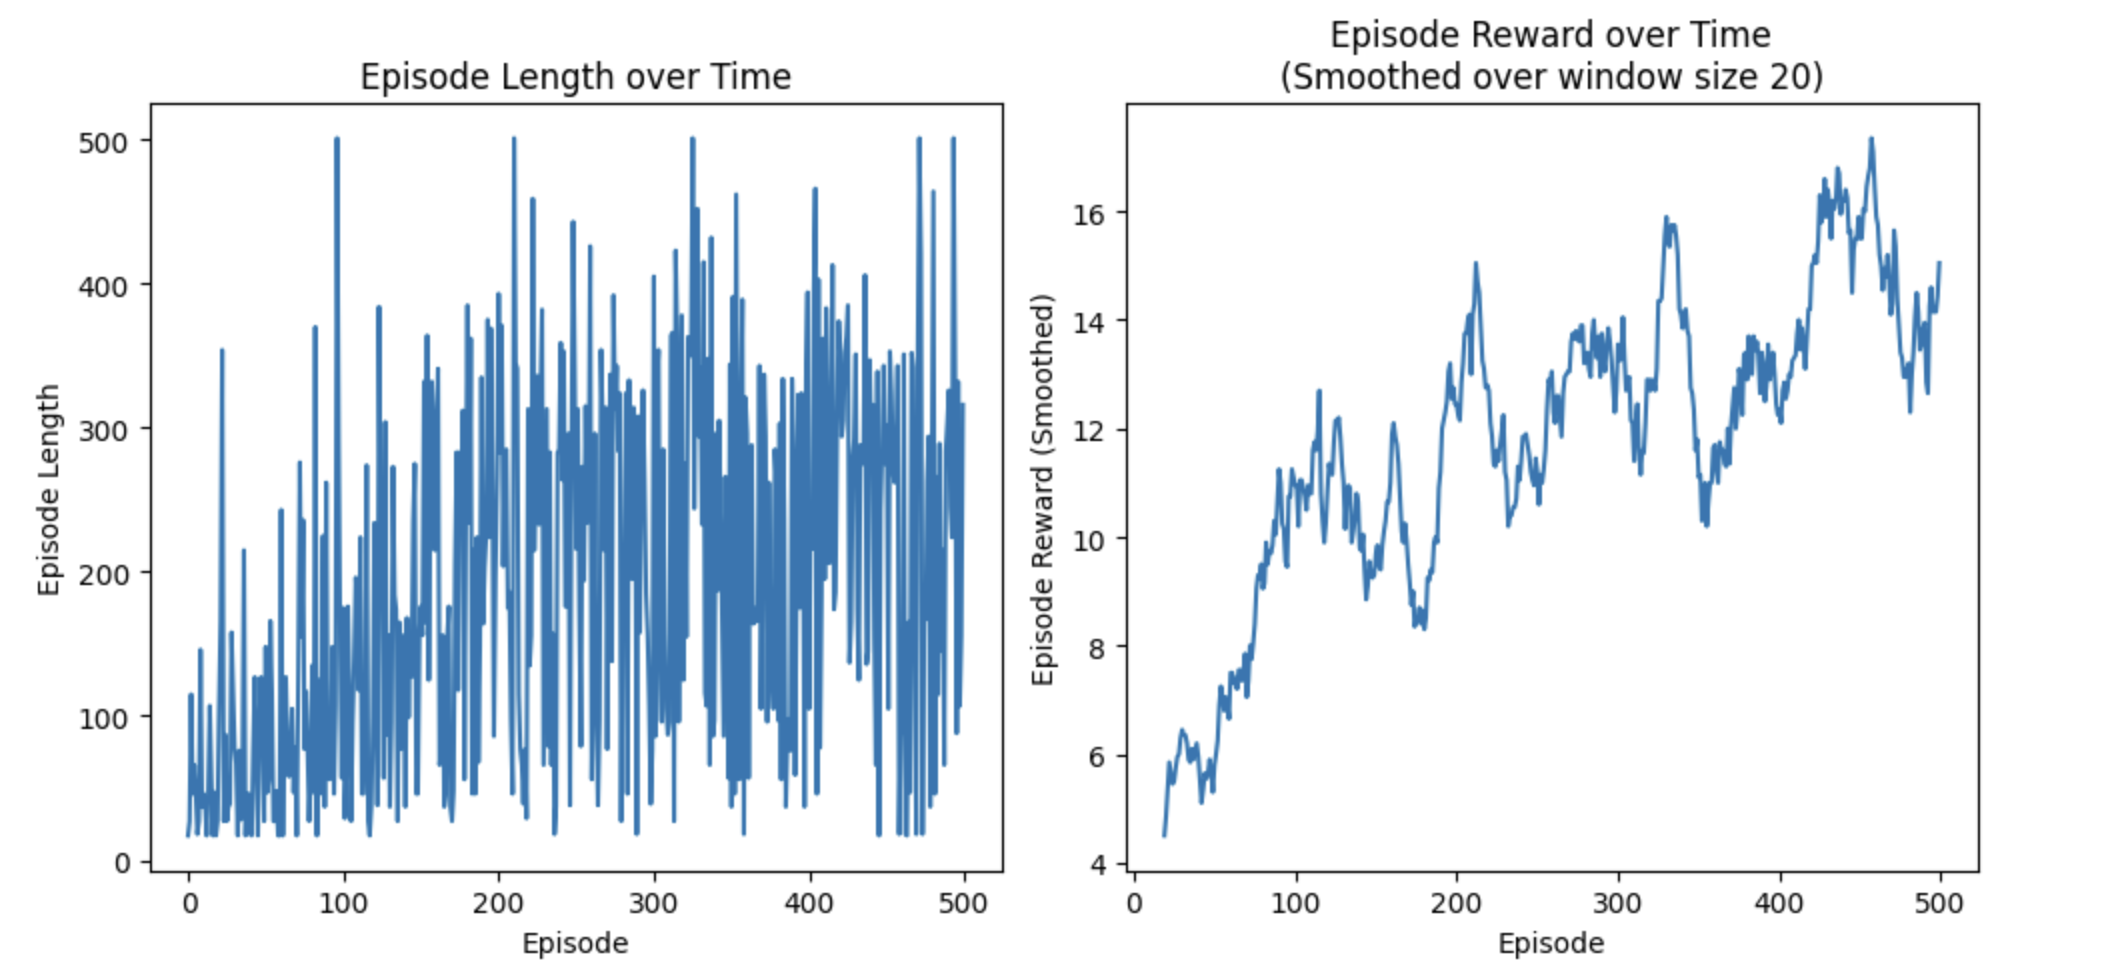 Episode Length over Time
Episode Length
500
400
300
200
100
0
0 100 200 300 400 500
Episode
Episode Reward over Time
(Smoothed over window size 20)
Episode Reward (Smoothed)
16
14
12
10
8
6
4
0 100 200 300 400 500
Episode